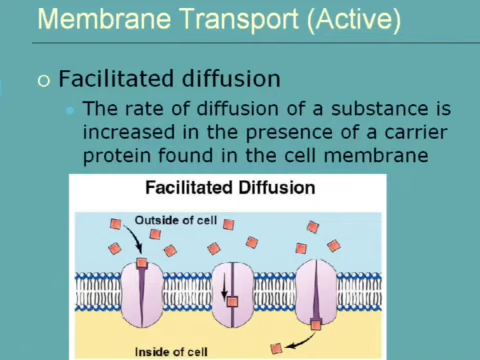 Membrane Transport (Active)
Facilitated diffusion
The rate of diffusion of a substance is
increased in the presence of a carrier
protein found in the cell membrane
Facilitated Diffusion
Outside of cell
Inside of cell